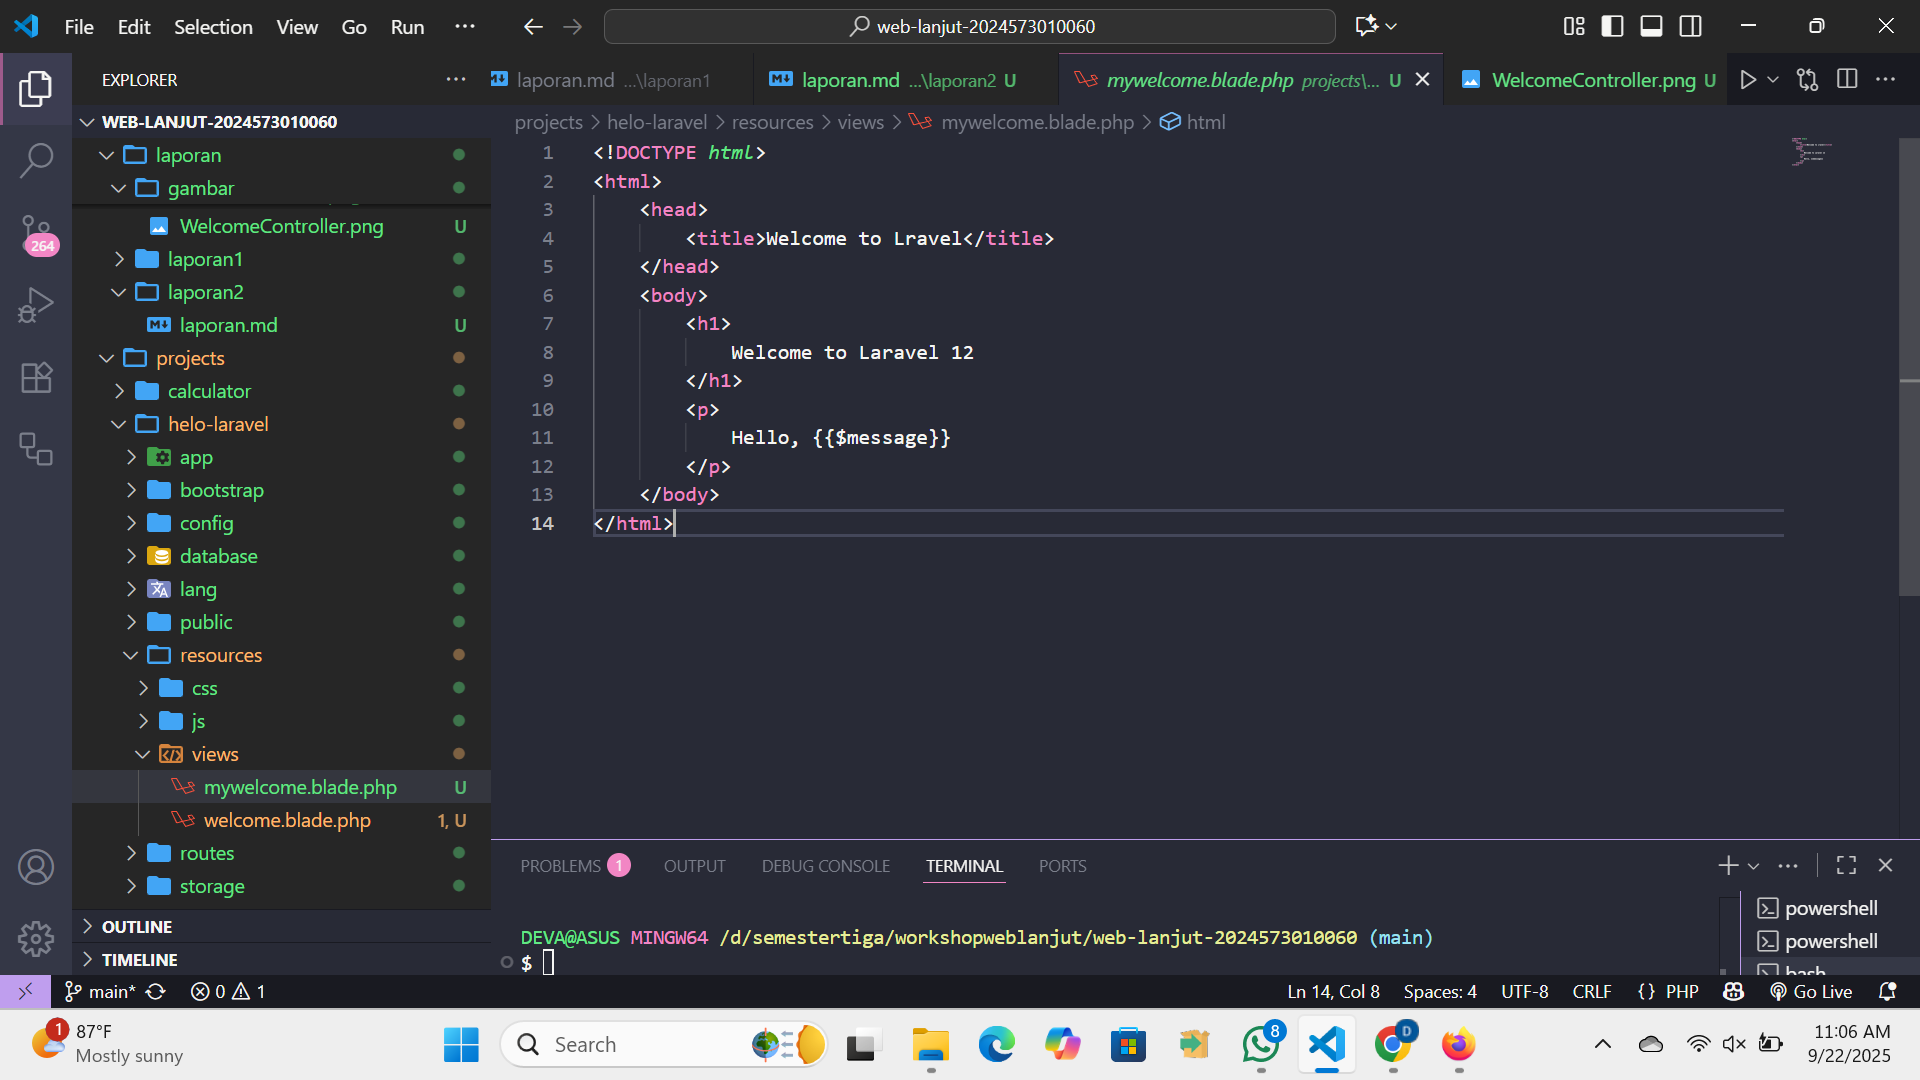 File Edit Selection View Go Run ···
web-lanjut-2024573010060
EXPLORER
laporan.md ...\laporan1
laporan.md ...\laporan2 U
mywelcome.blade.php projects\... U
WelcomeController.png U
projects > helo-laravel > resources > views > mywelcome.blade.php > html
WEB-LANJUT-2024573010060
laporan
gambar
WelcomeController.png U
laporan1
laporan2
laporan.md U
projects
calculator
helo-laravel
app
bootstrap
config
database
lang
public
resources
css
js
views
mywelcome.blade.php U
welcome.blade.php 1, U
routes
storage
OUTLINE
TIMELINE
264
1 <!DOCTYPE html>
2 <html>
3 <head>
4 <title>Welcome to Lravel</title>
5 </head>
6 <body>
7 <h1>
8 Welcome to Laravel 12
9 </h1>
10 <p>
11 Hello, {{$message}}
12 </p>
13 </body>
14 </html>
PROBLEMS 1 OUTPUT DEBUG CONSOLE TERMINAL PORTS
DEVA@ASUS MINGW64 /d/semestertiga/workshopweblanjut/web-lanjut-2024573010060 (main)
$
powershell
powershell
bash
main* 0 1
Ln 14, Col 8 Spaces: 4 UTF-8 CRLF {} PHP Go Live
1
87°F
Mostly sunny
Search
8
D
11:06 AM
9/22/2025